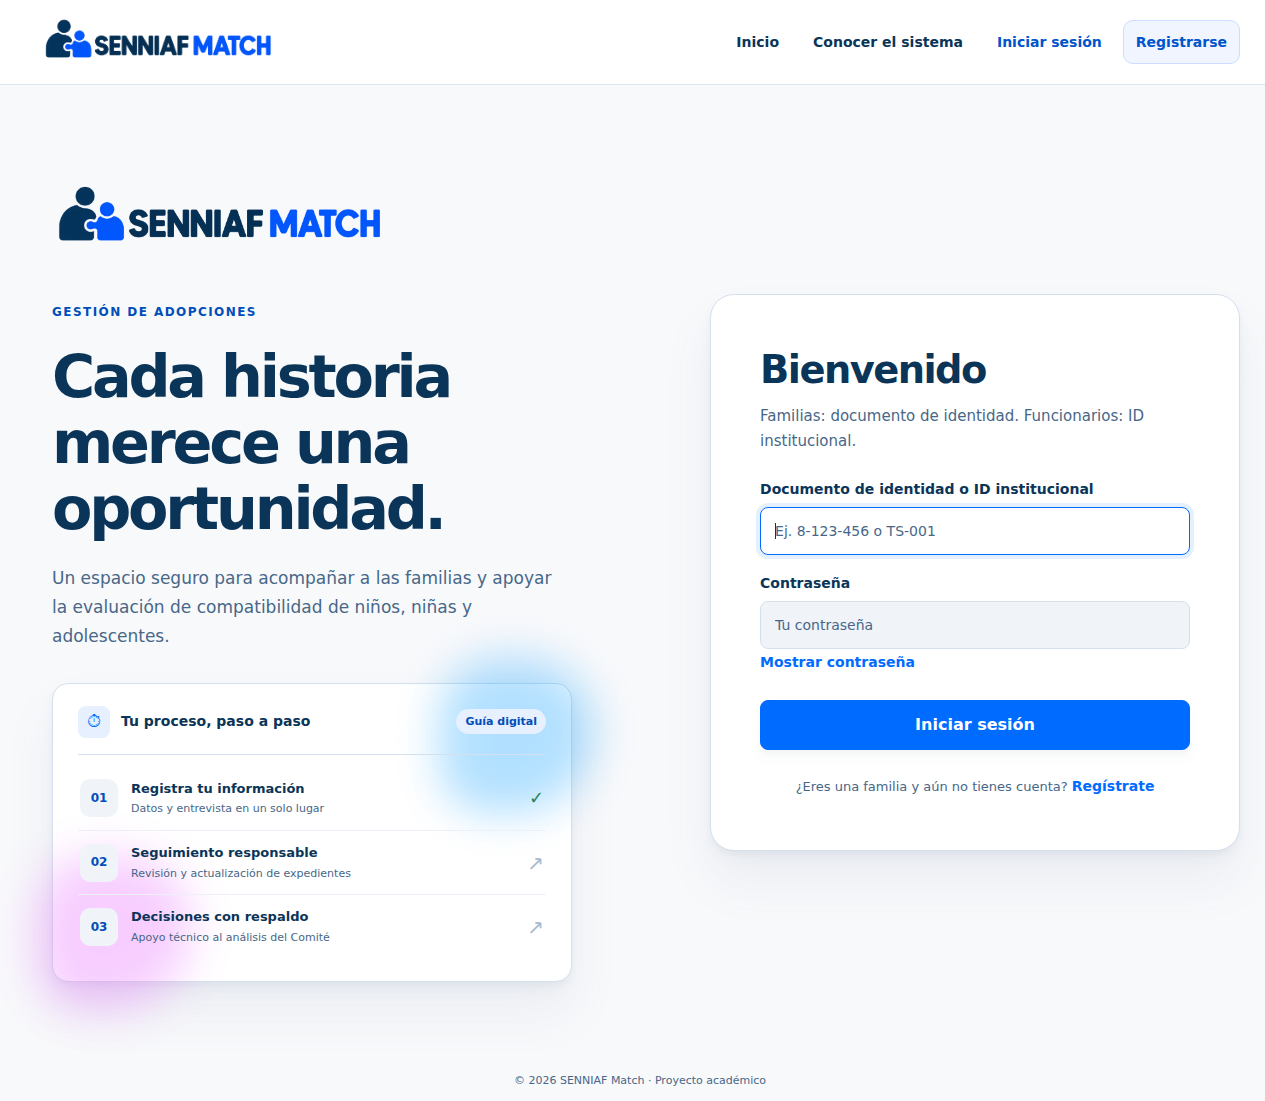 SENNIAF MATCH
Inicio
Conocer el sistema
Iniciar sesión
Registrarse
SENNIAF MATCH
GESTIÓN DE ADOPCIONES
Cada historia
merece una
oportunidad.
Un espacio seguro para acompañar a las familias y apoyar
la evaluación de compatibilidad de niños, niñas y
adolescentes.
Tu proceso, paso a paso
Guía digital
01
Registra tu información
Datos y entrevista en un solo lugar
✓
02
Seguimiento responsable
Revisión y actualización de expedientes
↗
03
Decisiones con respaldo
Apoyo técnico al análisis del Comité
↗
Bienvenido
Familias: documento de identidad. Funcionarios: ID
institucional.
Documento de identidad o ID institucional
Ej. 8-123-456 o TS-001
Contraseña
Tu contraseña
Mostrar contraseña
Iniciar sesión
¿Eres una familia y aún no tienes cuenta? Regístrate
© 2026 SENNIAF Match · Proyecto académico